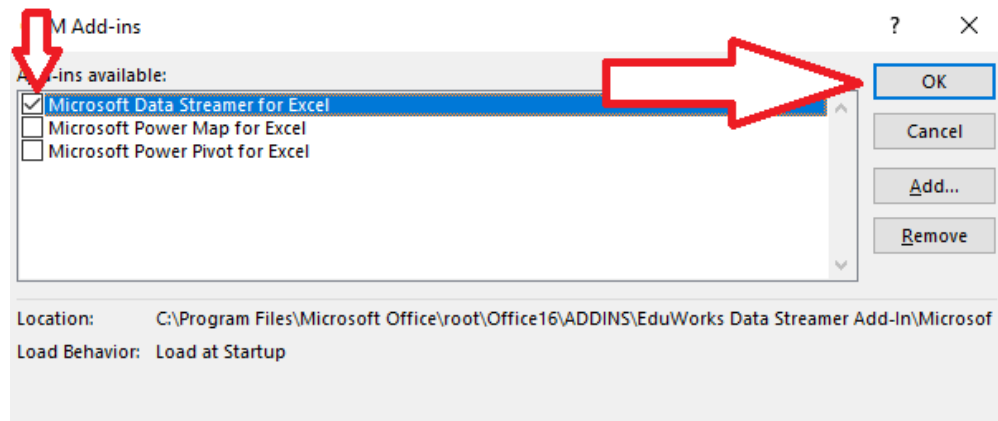 M Add-ins
?
Add-ins available:
OK
Microsoft Data Streamer for Excel
Microsoft Power Map for Excel
Cancel
Microsoft Power Pivot for Excel
Add...
Remove
Location: C:\Program Files\Microsoft Office\root\Office16\ADDINS\EduWorks Data Streamer Add-In\Microsof
Load Behavior: Load at Startup